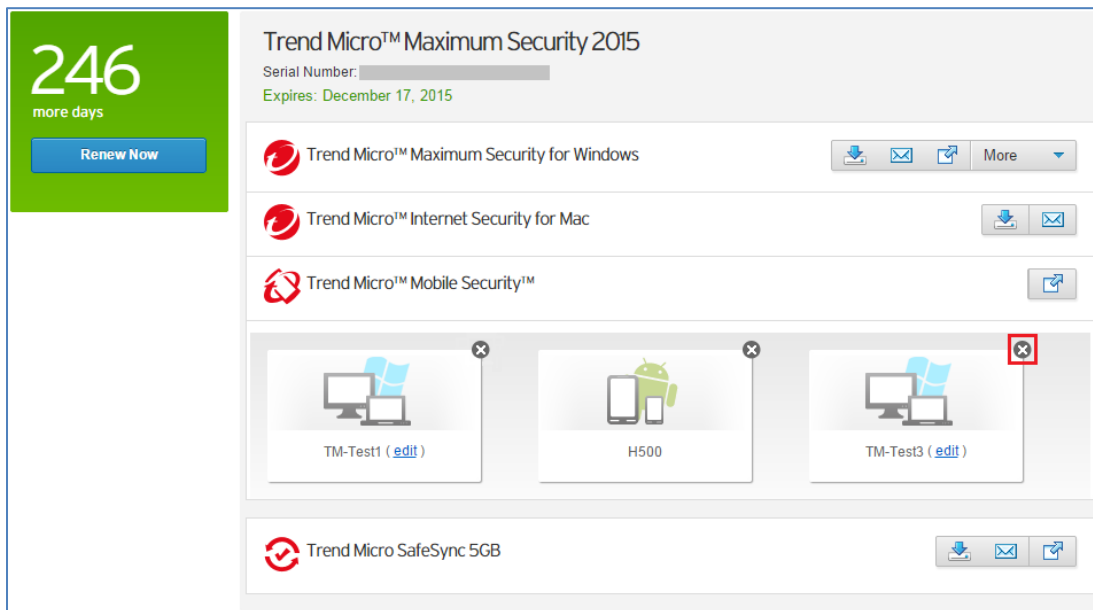 246
more days
Renew Now
Trend Micro™ Maximum Security 2015
Serial Number:
Expires: December 17, 2015
Trend Micro™ Maximum Security for Windows
More
Trend Micro™ Internet Security for Mac
Trend Micro™ Mobile Security™
TM-Test1 ( edit )
H500
TM-Test3 ( edit )
Trend Micro SafeSync 5GB